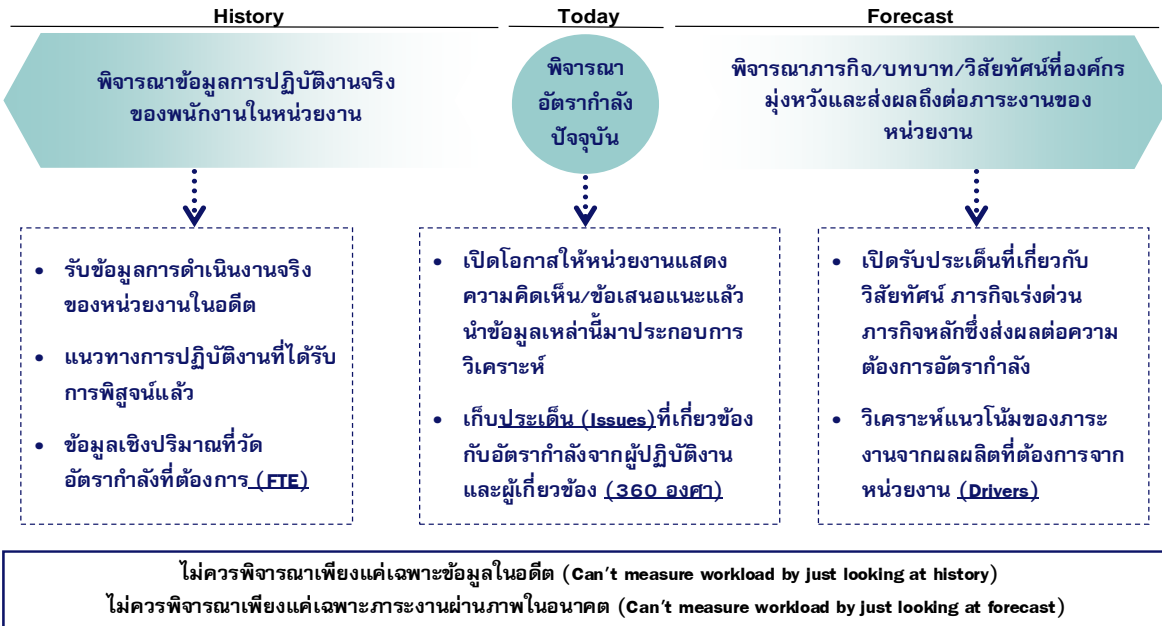 History
Today
Forecast
พิจารณาข้อมูลการปฏิบัติงานจริง
ของพนักงานในหน่วยงาน
พิจารณา
อัตรากำลัง
ปัจจุบัน
พิจารณาภารกิจ/บทบาท/วิสัยทัศน์ที่องค์กร
มุ่งหวังและส่งผลถึงต่อภาระงานของ
หน่วยงาน
• รับข้อมูลการดำเนินงานจริง
ของหน่วยงานในอดีต
• แนวทางการปฏิบัติงานที่ได้รับ
การพิสูจน์แล้ว
• ข้อมูลเชิงปริมาณที่วัด
อัตรากำลังที่ต้องการ (FTE)
• เปิดโอกาสให้หน่วยงานแสดง
ความคิดเห็น/ข้อเสนอแนะแล้ว
นำข้อมูลเหล่านี้มาประกอบการ
วิเคราะห์
• เก็บประเด็น (Issues)ที่เกี่ยวข้อง
กับอัตรากำลังจากผู้ปฏิบัติงาน
และผู้เกี่ยวข้อง (360 องศา)
• เปิดรับประเด็นที่เกี่ยวกับ
วิสัยทัศน์ ภารกิจเร่งด่วน
ภารกิจหลักซึ่งส่งผลต่อความ
ต้องการอัตรากำลัง
• วิเคราะห์แนวโน้มของภาระ
งานจากผลผลิตที่ต้องการจาก
หน่วยงาน (Drivers)
ไม่ควรพิจารณาเพียงแค่เฉพาะข้อมูลในอดีต (Can't measure workload by just looking at history)
ไม่ควรพิจารณาเพียงแค่เฉพาะภาระงานผ่านภาพในอนาคต (Can't measure workload by just looking at forecast)